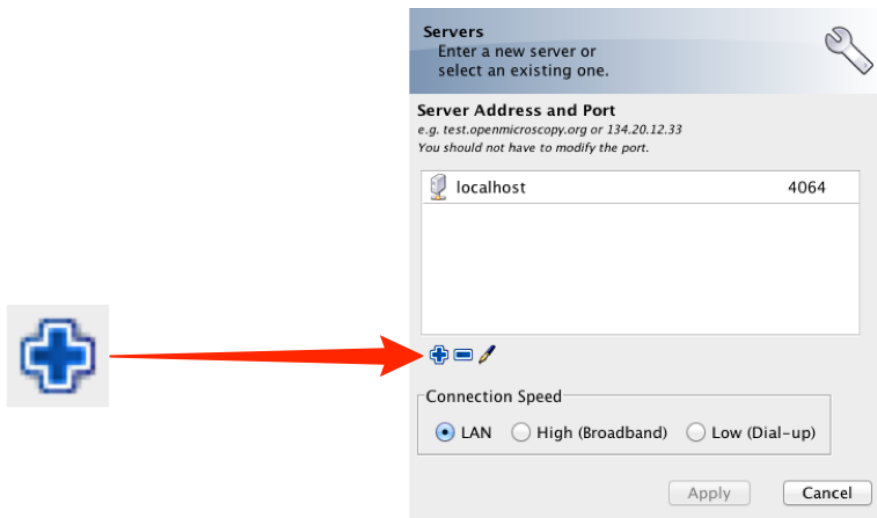 Servers
Enter a new server or
select an existing one.
Server Address and Port
e.g. test.openmicroscopy.org or 134.20.12.33
You should not have to modify the port.
localhost 4064
Connection Speed
LAN High (Broadband) Low (Dial-up)
Apply Cancel